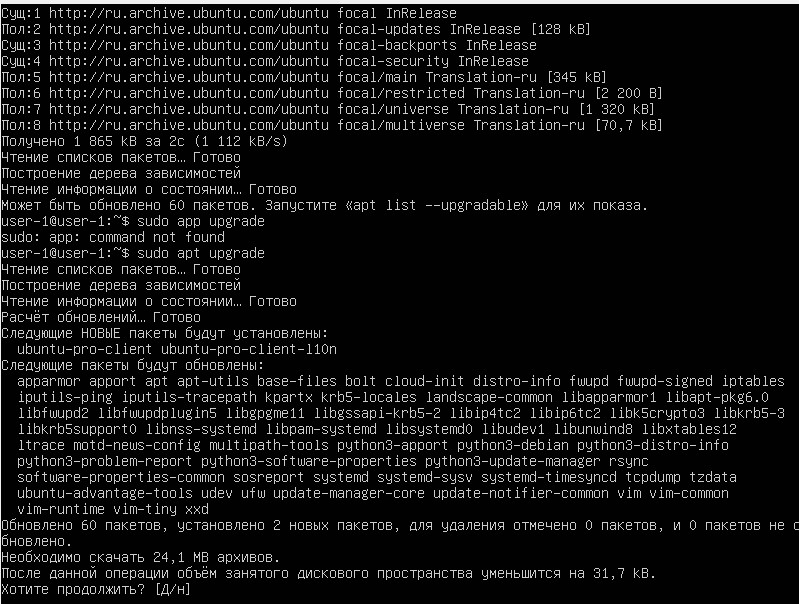 Сущ:1 http://ru.archive.ubuntu.com/ubuntu focal InRelease
Пол:2 http://ru.archive.ubuntu.com/ubuntu focal-updates InRelease [128 kB]
Сущ:3 http://ru.archive.ubuntu.com/ubuntu focal-backports InRelease
Сущ:4 http://ru.archive.ubuntu.com/ubuntu focal-security InRelease
Пол:5 http://ru.archive.ubuntu.com/ubuntu focal/main Translation-ru [345 kB]
Пол:6 http://ru.archive.ubuntu.com/ubuntu focal/restricted Translation-ru [2 200 B]
Пол:7 http://ru.archive.ubuntu.com/ubuntu focal/universe Translation-ru [1 320 kB]
Пол:8 http://ru.archive.ubuntu.com/ubuntu focal/multiverse Translation-ru [70,7 kB]
Получено 1 865 kB за 2с (1 112 kB/s)
Чтение списков пакетов… Готово
Построение дерева зависимостей
Чтение информации о состоянии… Готово
Может быть обновлено 60 пакетов. Запустите «apt list --upgradable» для их показа.
user-1@user-1:~$ sudo app upgrade
sudo: app: command not found
user-1@user-1:~$ sudo apt upgrade
Чтение списков пакетов… Готово
Построение дерева зависимостей
Чтение информации о состоянии… Готово
Расчёт обновлений… Готово
Следующие НОВЫЕ пакеты будут установлены:
  ubuntu-pro-client ubuntu-pro-client-l10n
Следующие пакеты будут обновлены:
  apparmor apport apt apt-utils base-files bolt cloud-init distro-info fwupd fwupd-signed iptables
  iputils-ping iputils-tracepath kpartx krb5-locales landscape-common libapparmor1 libapt-pkg6.0
  libfwupd2 libfwupdplugin5 libgpgme11 libgssapi-krb5-2 libip4tc2 libip6tc2 libk5crypto3 libkrb5-3
  libkrb5support0 libnss-systemd libpam-systemd libsystemd0 libudev1 libunwind8 libxtables12
  ltrace motd-news-config multipath-tools python3-apport python3-debian python3-distro-info
  python3-problem-report python3-software-properties python3-update-manager rsync
  software-properties-common sosreport systemd systemd-sysv systemd-timesyncd tcpdump tzdata
  ubuntu-advantage-tools udev ufw update-manager-core update-notifier-common vim vim-common
  vim-runtime vim-tiny xxd
Обновлено 60 пакетов, установлено 2 новых пакетов, для удаления отмечено 0 пакетов, и 0 пакетов не о
бновлено.
Необходимо скачать 24,1 MB архивов.
После данной операции объём занятого дискового пространства уменьшится на 31,7 kB.
Хотите продолжить? [Д/н]